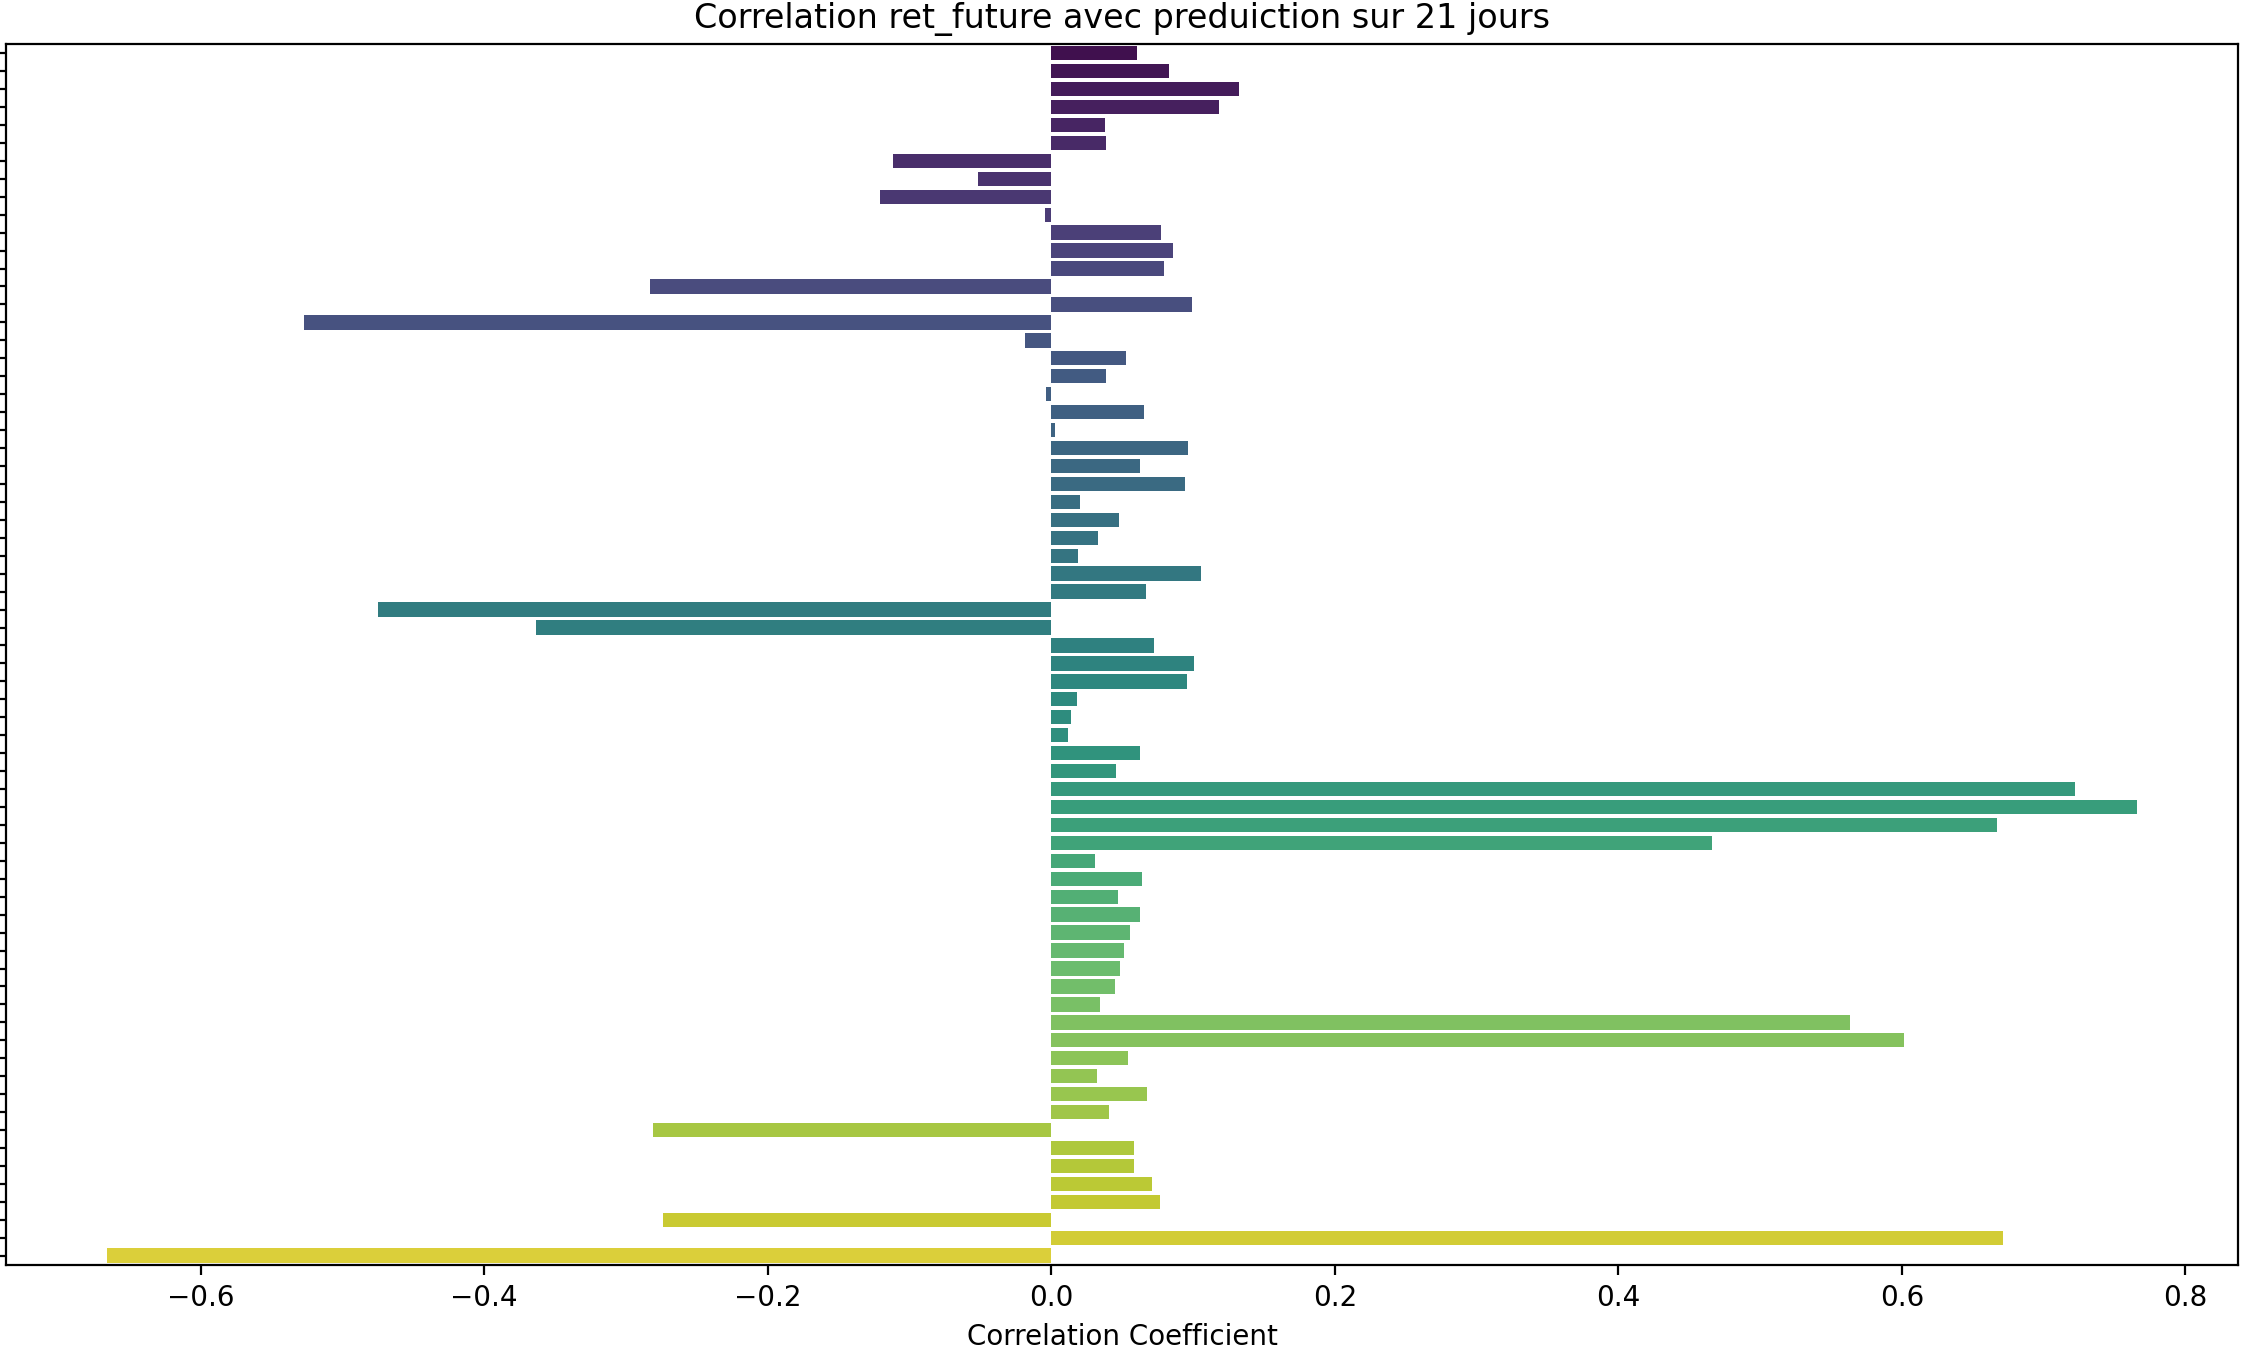 Correlation ret_future avec preduiction sur 21 jours
−0.6 −0.4 −0.2 0.0 0.2 0.4 0.6 0.8
Correlation Coefficient